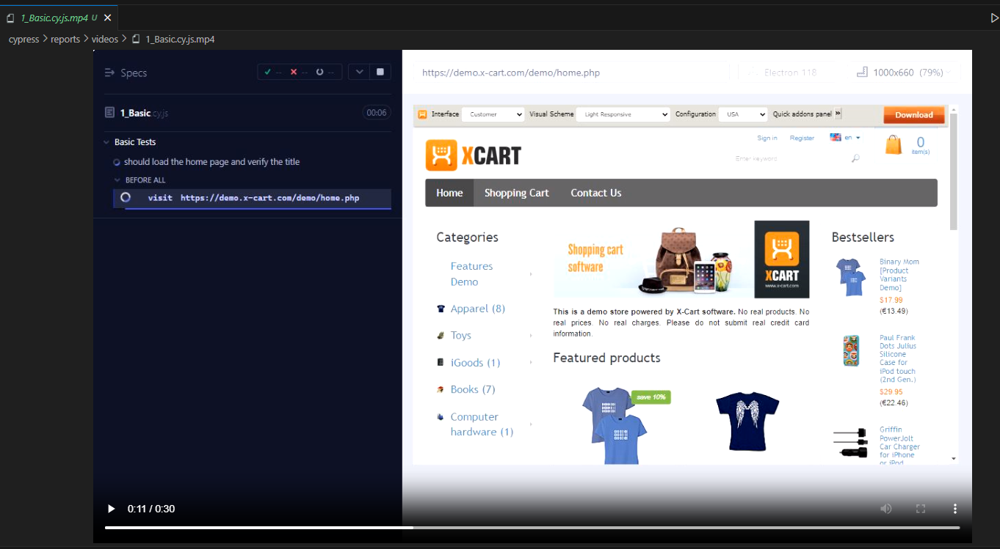 1_Basic.cy.js.mp4 U
cypress > reports > videos > 1_Basic.cy.js.mp4
Specs
-- -- --
1_Basic.cy.js
00:06
Basic Tests
should load the home page and verify the title
BEFORE ALL
visit https://demo.x-cart.com/demo/home.php
https://demo.x-cart.com/demo/home.php
Electron 118
1000x660 (79%)
Interface Customer Visual Scheme Light Responsive Configuration USA Quick addons panel »
Download
Sign in Register en
0
item(s)
Enter keyword
XCART
Home Shopping Cart Contact Us
Categories
Features
Demo
Apparel (8)
Toys
iGoods (1)
Books (7)
Computer
hardware (1)
Shopping cart
software
XCART
www.x-cart.com
This is a demo store powered by X-Cart software. No real products. No
real prices. No real charges. Please do not submit real credit card
information.
Featured products
save 10%
Bestsellers
Binary Mom
[Product
Variants
Demo]
$17.99
(€13.49)
Paul Frank
Dots Julius
Silicone
Case for
iPod touch
(2nd Gen.)
$29.95
(€22.46)
Griffin
PowerJolt
Car Charger
for iPhone
or iPod
0:11 / 0:30